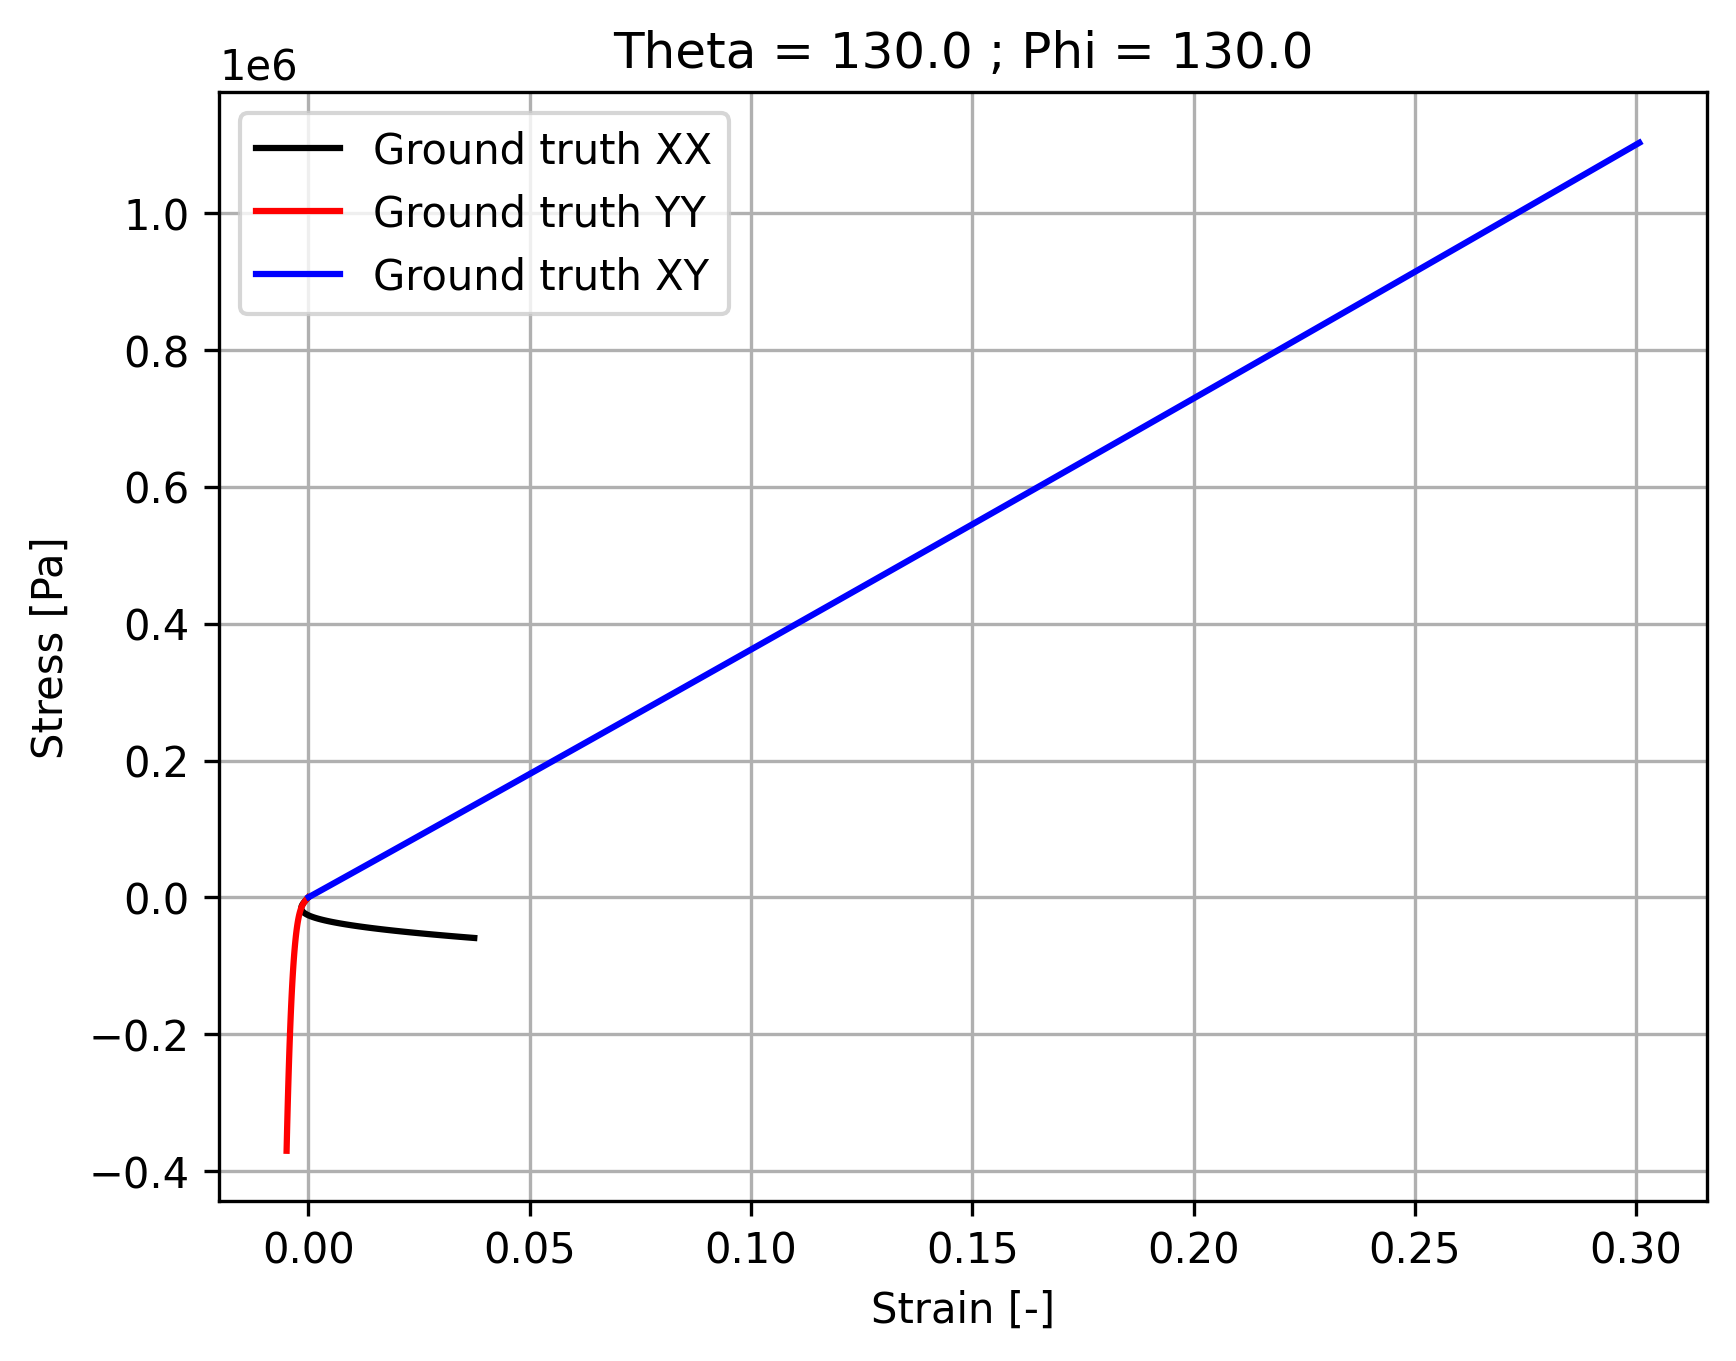 Theta = 130.0 ; Phi = 130.0
1e6
Ground truth XX
Ground truth YY
Ground truth XY
1.0
0.8
0.6
0.4
0.2
0.0
−0.2
−0.4
Stress [Pa]
0.00 0.05 0.10 0.15 0.20 0.25 0.30
Strain [-]